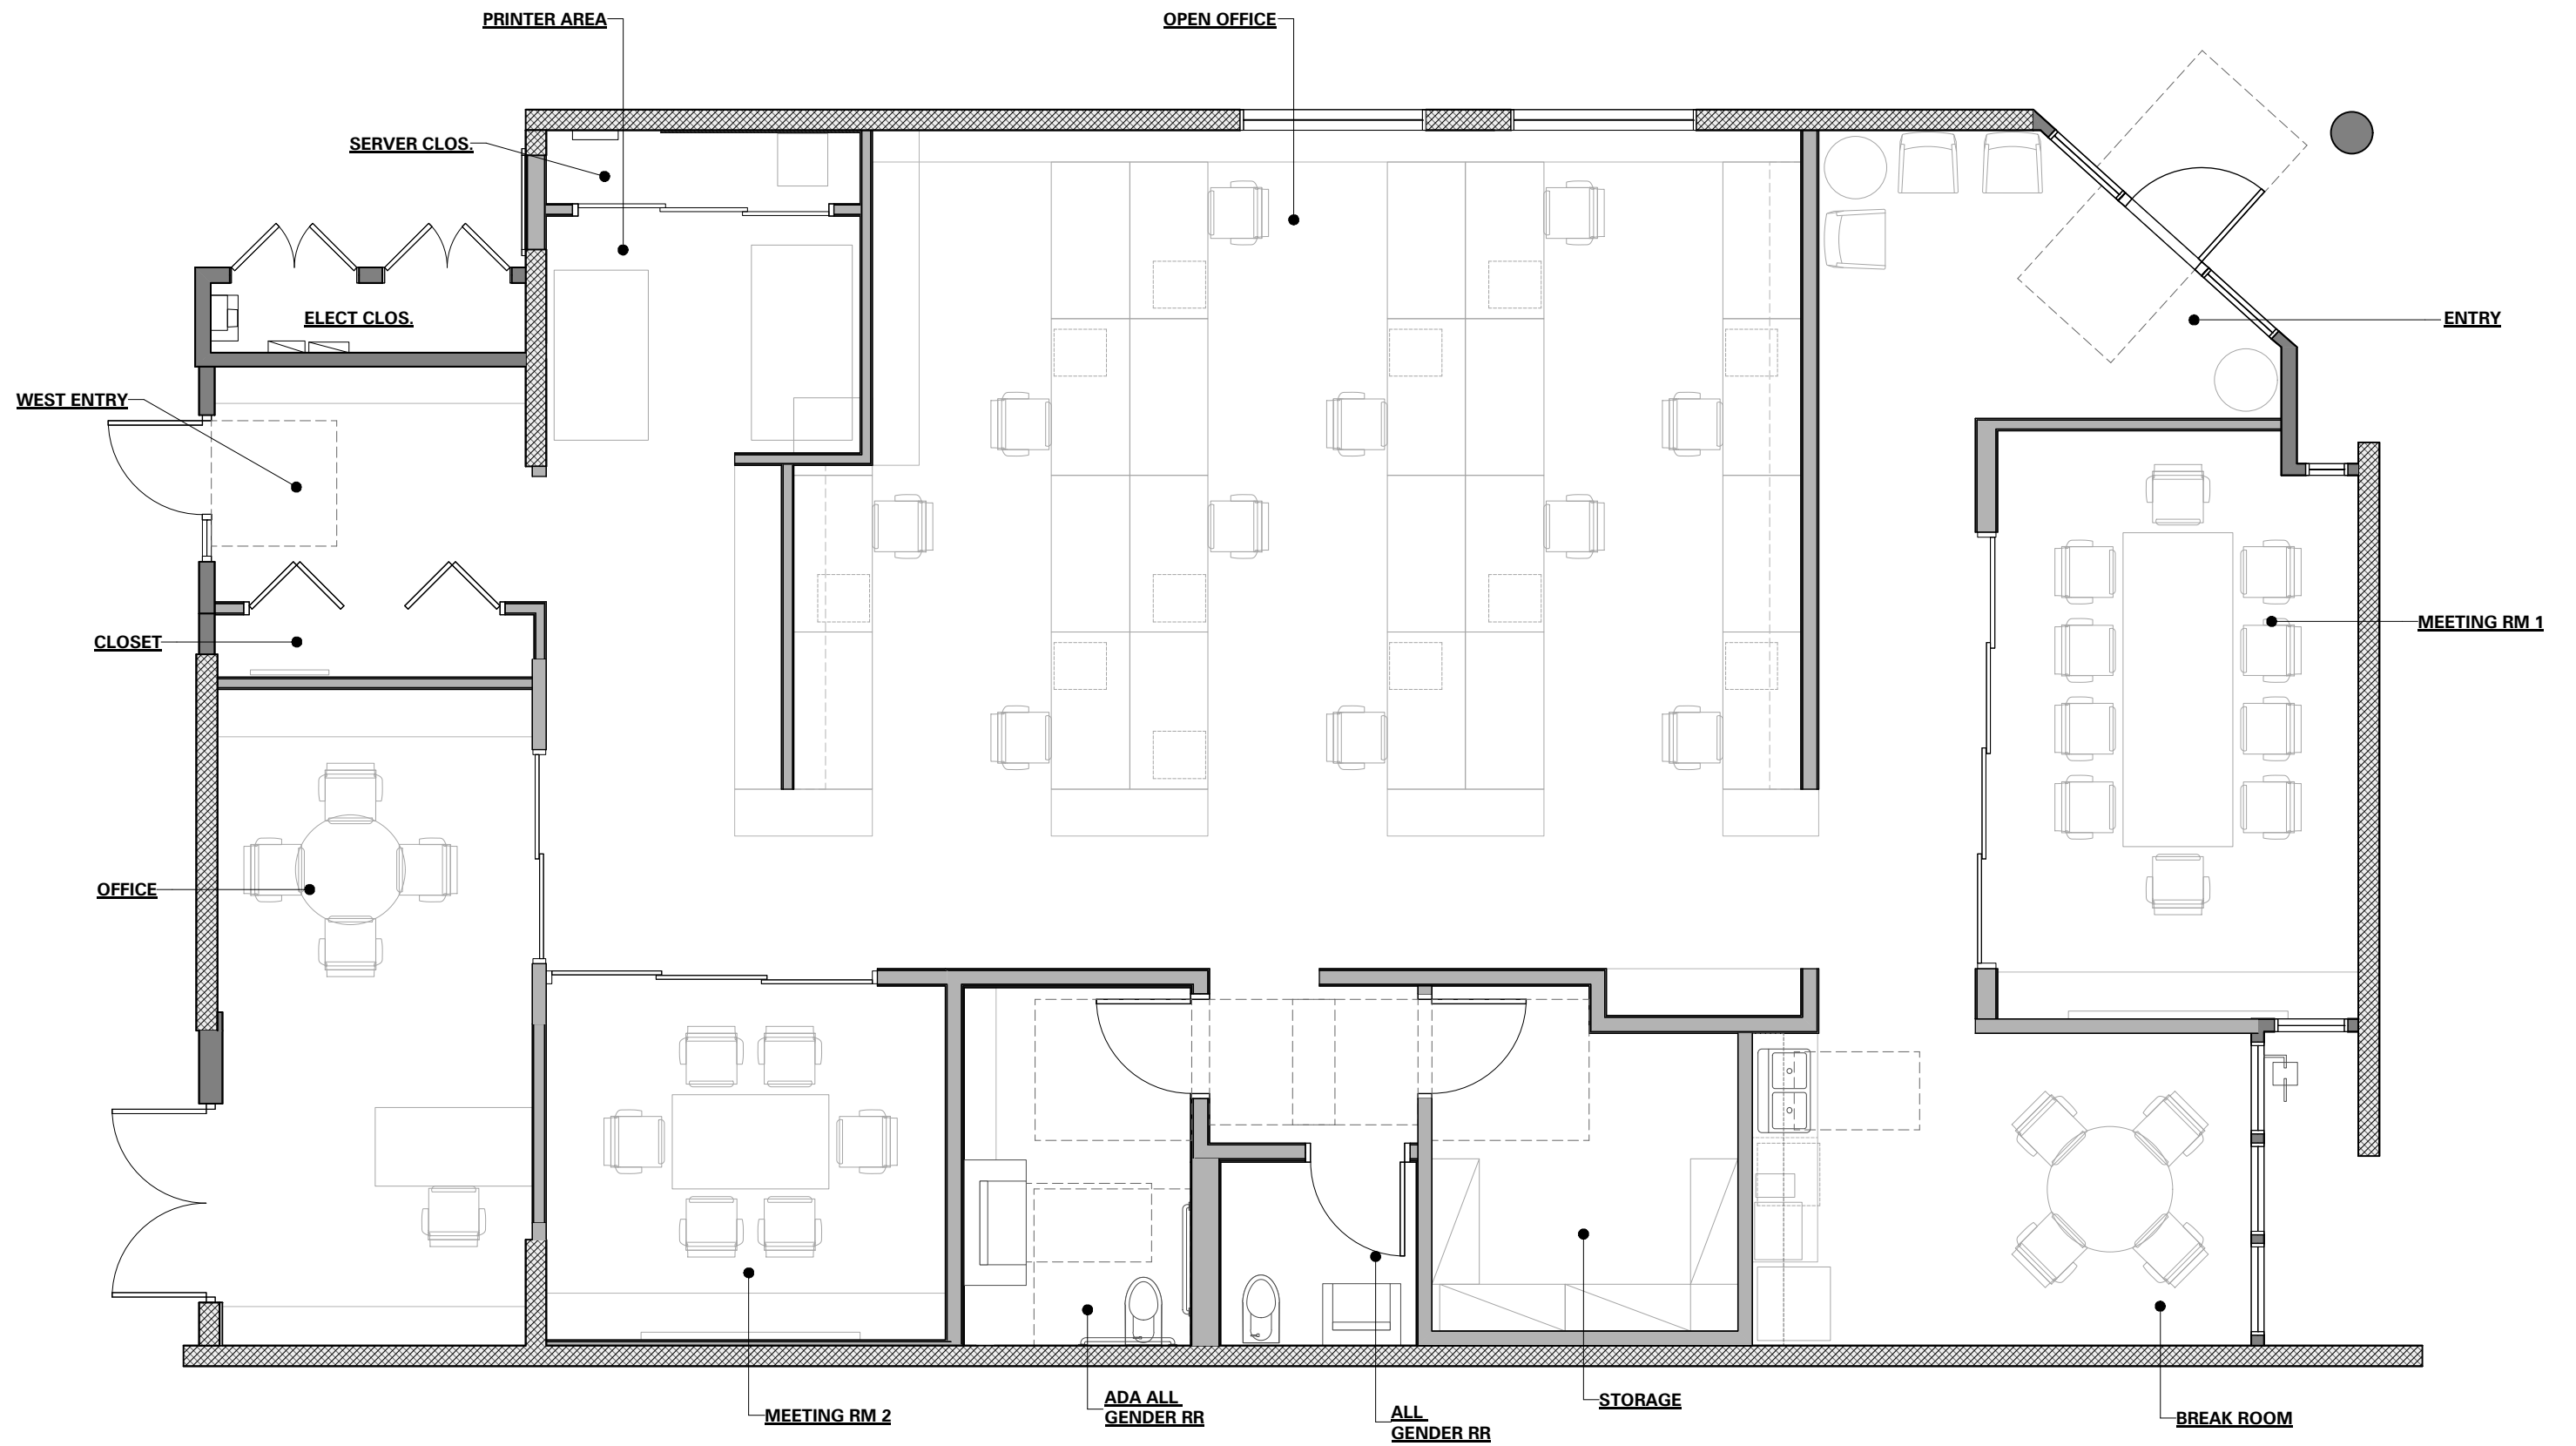 PRINTER AREA
OPEN OFFICE
SERVER CLOS.
ELECT CLOS.
ENTRY
WEST ENTRY
MEETING RM 1
CLOSET
OFFICE
ADA ALL
GENDER RR
ALL
GENDER RR
STORAGE
MEETING RM 2
BREAK ROOM